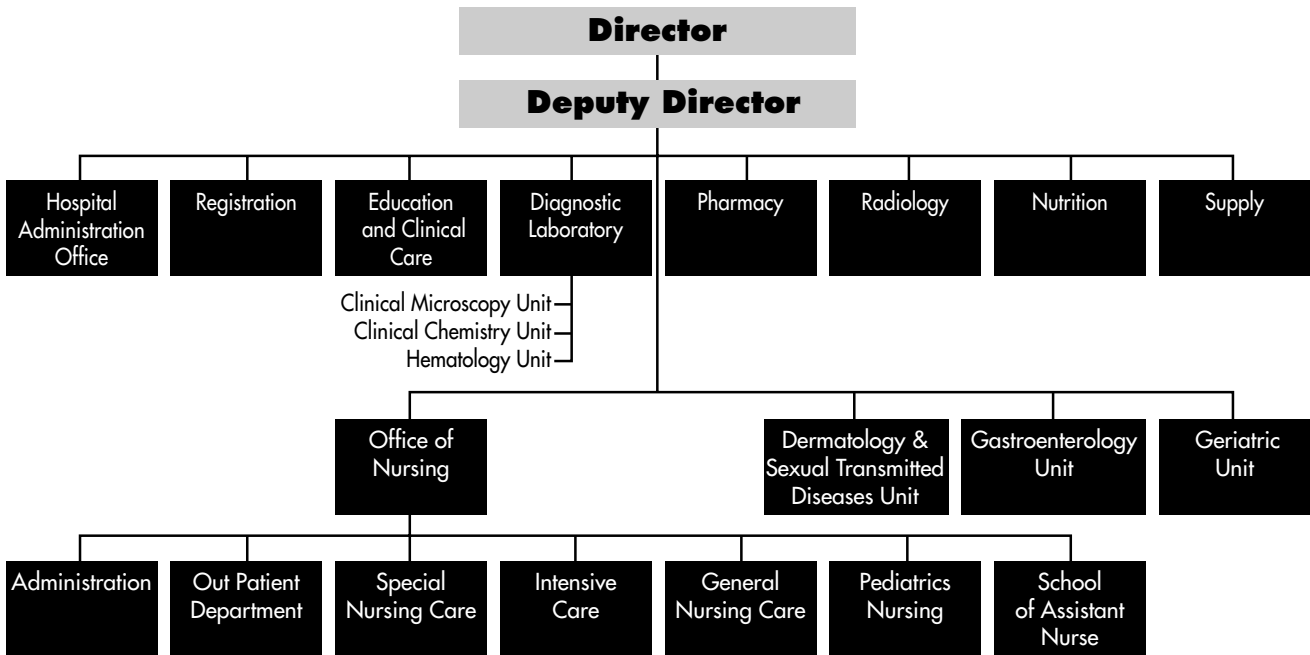 Director
Deputy Director
Hospital
Administration
Office
Registration
Education
and Clinical
Care
Diagnostic
Laboratory
Pharmacy
Radiology
Nutrition
Supply
Clinical Microscopy Unit
Clinical Chemistry Unit
Hematology Unit
Office of
Nursing
Dermatology &
Sexual Transmitted
Diseases Unit
Gastroenterology
Unit
Geriatric
Unit
Administration
Out Patient
Department
Special
Nursing Care
Intensive
Care
General
Nursing Care
Pediatrics
Nursing
School
of Assistant
Nurse